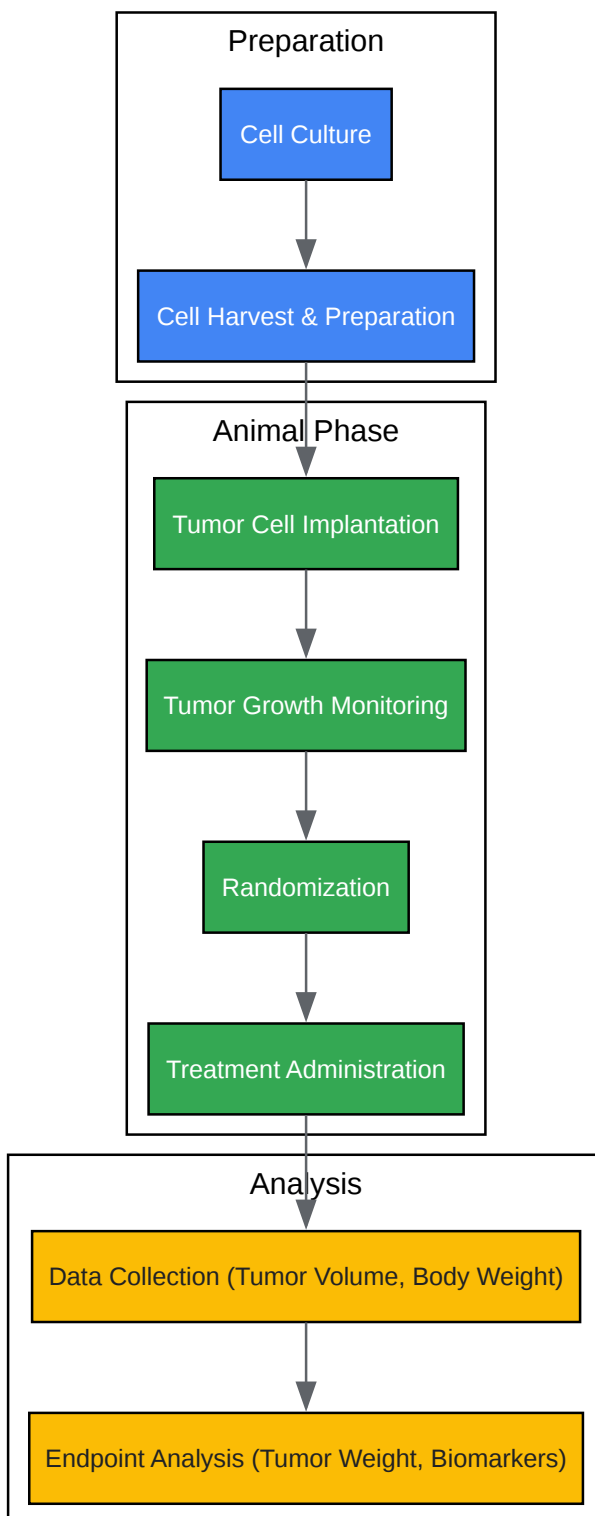 Preparation
Cell Culture
Cell Harvest & Preparation
Animal Phase
Tumor Cell Implantation
Tumor Growth Monitoring
Randomization
Treatment Administration
Analysis
Data Collection (Tumor Volume, Body Weight)
Endpoint Analysis (Tumor Weight, Biomarkers)